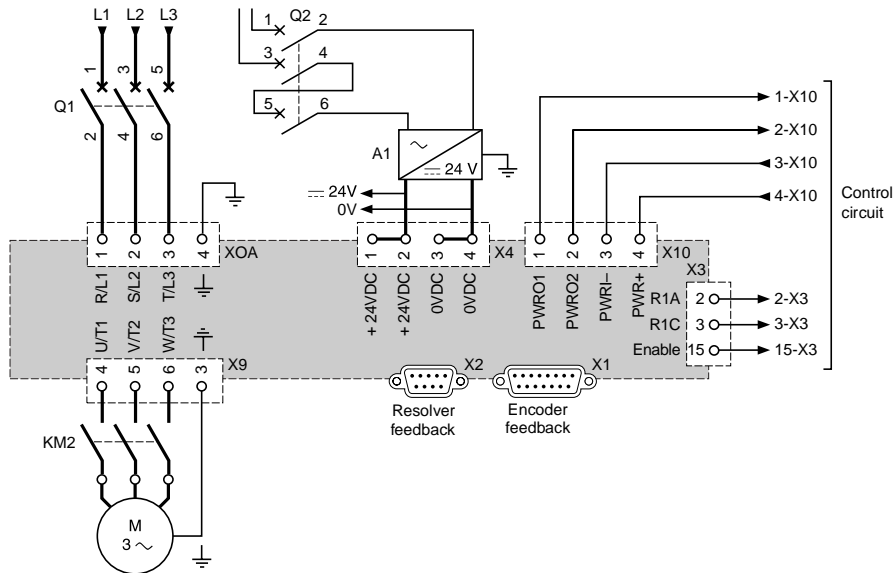 L1 L2 L3
1 3 5
Q1
2 4 6
1 Q2 2
3 4
5 6
A1
24 V
24V
0V
1-X10
2-X10
3-X10
4-X10
Control
circuit
1 2 3 4 XOA
R/L1 S/L2 T/L3
1 2 3 4 X4
+ 24VDC + 24VDC 0VDC 0VDC
1 2 3 4 X10
PWRO1 PWRO2 PWRI– PWR+
X3
R1A 2 2-X3
R1C 3 3-X3
Enable 15 15-X3
U/T1 V/T2 W/T3
4 5 6 3 X9
X2
Resolver
feedback
X1
Encoder
feedback
KM2
M
3 ~